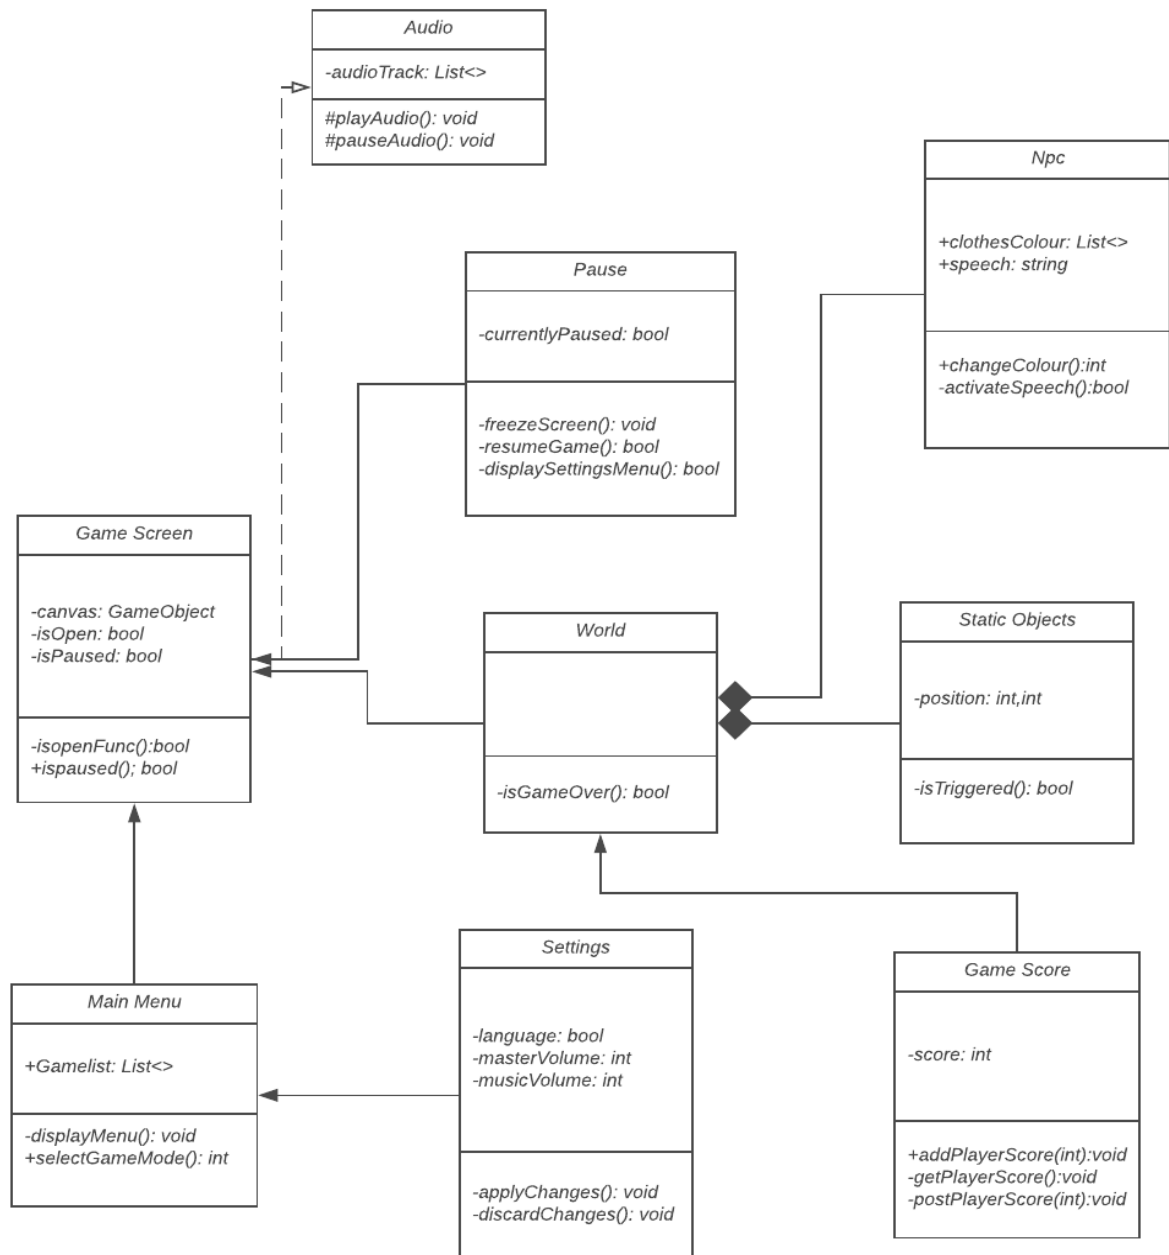 Audio
-audioTrack: List<>
#playAudio(): void
#pauseAudio(): void
Npc
+clothesColour: List<>
+speech: string
+changeColour():int
-activateSpeech():bool
Pause
-currentlyPaused: bool
-freezeScreen(): void
-resumeGame(): bool
-displaySettingsMenu(): bool
Game Screen
-canvas: GameObject
-isOpen: bool
-isPaused: bool
-isopenFunc():bool
+ispaused(); bool
World
-isGameOver(): bool
Static Objects
-position: int,int
-isTriggered(): bool
Main Menu
+Gamelist: List<>
-displayMenu(): void
+selectGameMode(): int
Settings
-language: bool
-masterVolume: int
-musicVolume: int
-applyChanges(): void
-discardChanges(): void
Game Score
-score: int
+addPlayerScore(int):void
-getPlayerScore():void
-postPlayerScore(int):void